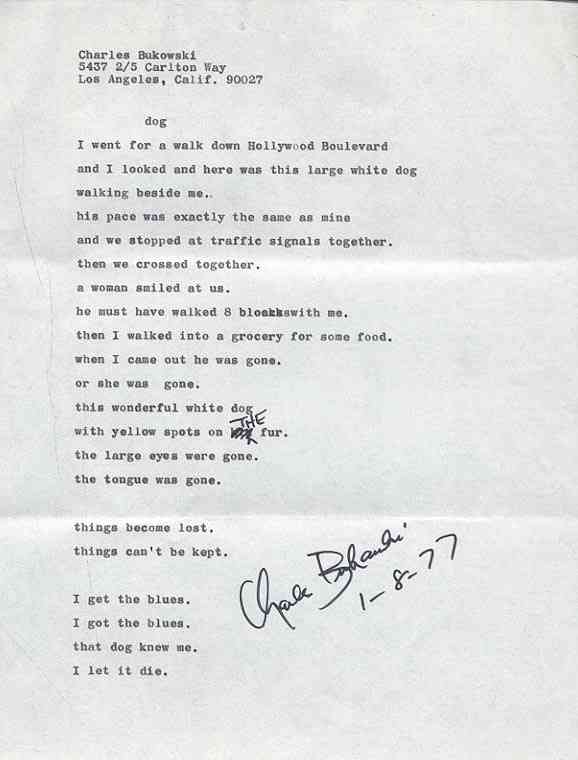 Charles Bukowski
5437 2/5 Carlton Way
Los Angeles, Calif. 90027
dog
I went for a walk down Hollywood Boulevard
and I looked and here was this large white dog
walking beside me.
his pace was exactly the same as mine
and we stopped at traffic signals together.
then we crossed together.
a woman smiled at us.
he must have walked 8 blocks with me.
then I walked into a grocery for some food.
when I came out he was gone.
or she was gone.
this wonderful white dog
with yellow spots on THE fur.
the large eyes were gone.
the tongue was gone.
things become lost.
things can't be kept.
I get the blues.
I got the blues.
that dog knew me.
I let it die.
Charles Bukowski
1-8-77